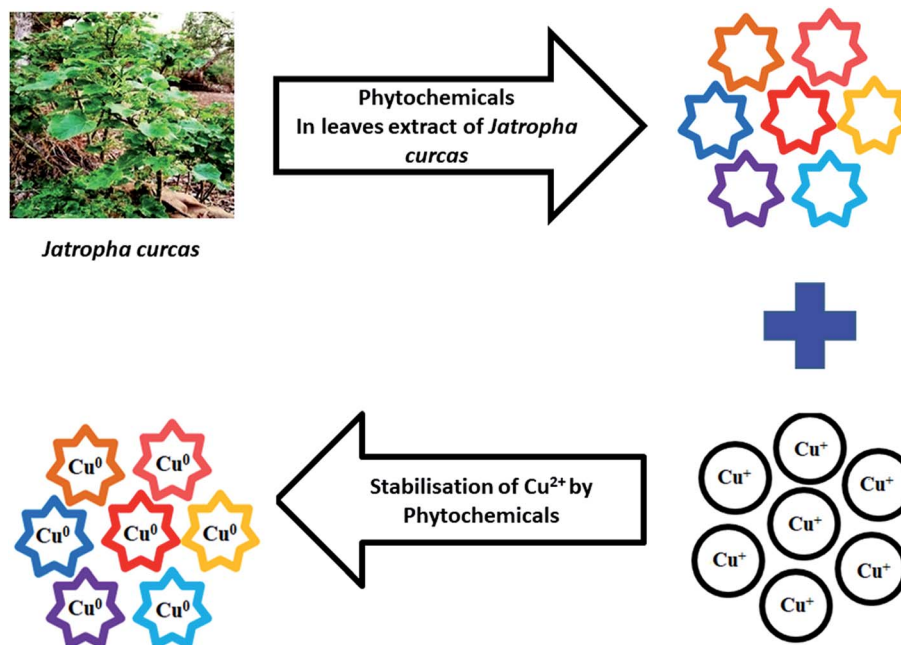 Phytochemicals
In leaves extract of Jatropha
curcas
Jatropha curcas
Cu⁺
Cu⁺
Cu⁺
Cu⁺
Cu⁺
Cu⁺
Cu⁺
Stabilisation of Cu²⁺ by
Phytochemicals
Cu⁰
Cu⁰
Cu⁰
Cu⁰
Cu⁰
Cu⁰
Cu⁰